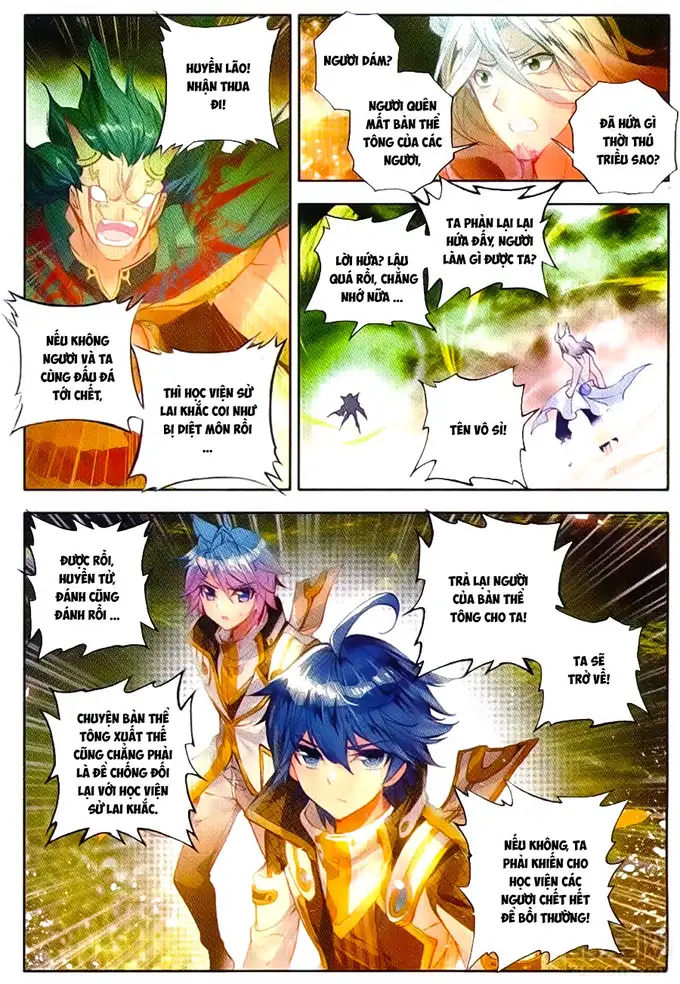 HUYỀN LÃO!
NHẬN THUA
ĐI!
NẾU KHÔNG
NGƯƠI VÀ TA
CÙNG ĐẤU ĐÁ
TỚI CHẾT,
THÌ HỌC VIỆN SỬ
LAI KHẮC COI NHƯ
BỊ DIỆT MÔN RỒI
...
NGƯƠI DÁM?
NGƯƠI QUÊN
MẤT BẢN THỂ
TÔNG CỦA CÁC
NGƯƠI,
ĐÃ HỨA GÌ
THỜI THÚ
TRIỀU SAO?
LỜI HỨA? LÂU
QUÁ RỒI, CHẲNG
NHỚ NỮA ...
TA PHẢN LẠI LẠI
HỨA ĐẤY, NGƯƠI
LÀM GÌ ĐƯỢC TA?
TÊN VÔ SỈ!
ĐƯỢC RỒI,
HUYỀN TỬ,
ĐÁNH CŨNG
ĐÁNH RỒI ...
CHUYỆN BẢN THỂ
TÔNG XUẤT THẾ
CŨNG CHẲNG PHẢI
LÀ ĐỂ CHỐNG ĐỐI
LẠI VỚI HỌC VIỆN
SỬ LAI KHẮC.
TRẢ LẠI NGƯỜI
CỦA BẢN THỂ
TÔNG CHO TA!
TA SẼ
TRỞ VỀ!
NẾU KHÔNG, TA
PHẢI KHIẾN CHO
HỌC VIỆN CÁC
NGƯƠI CHẾT HẾT
ĐỂ BỒI THƯỜNG!